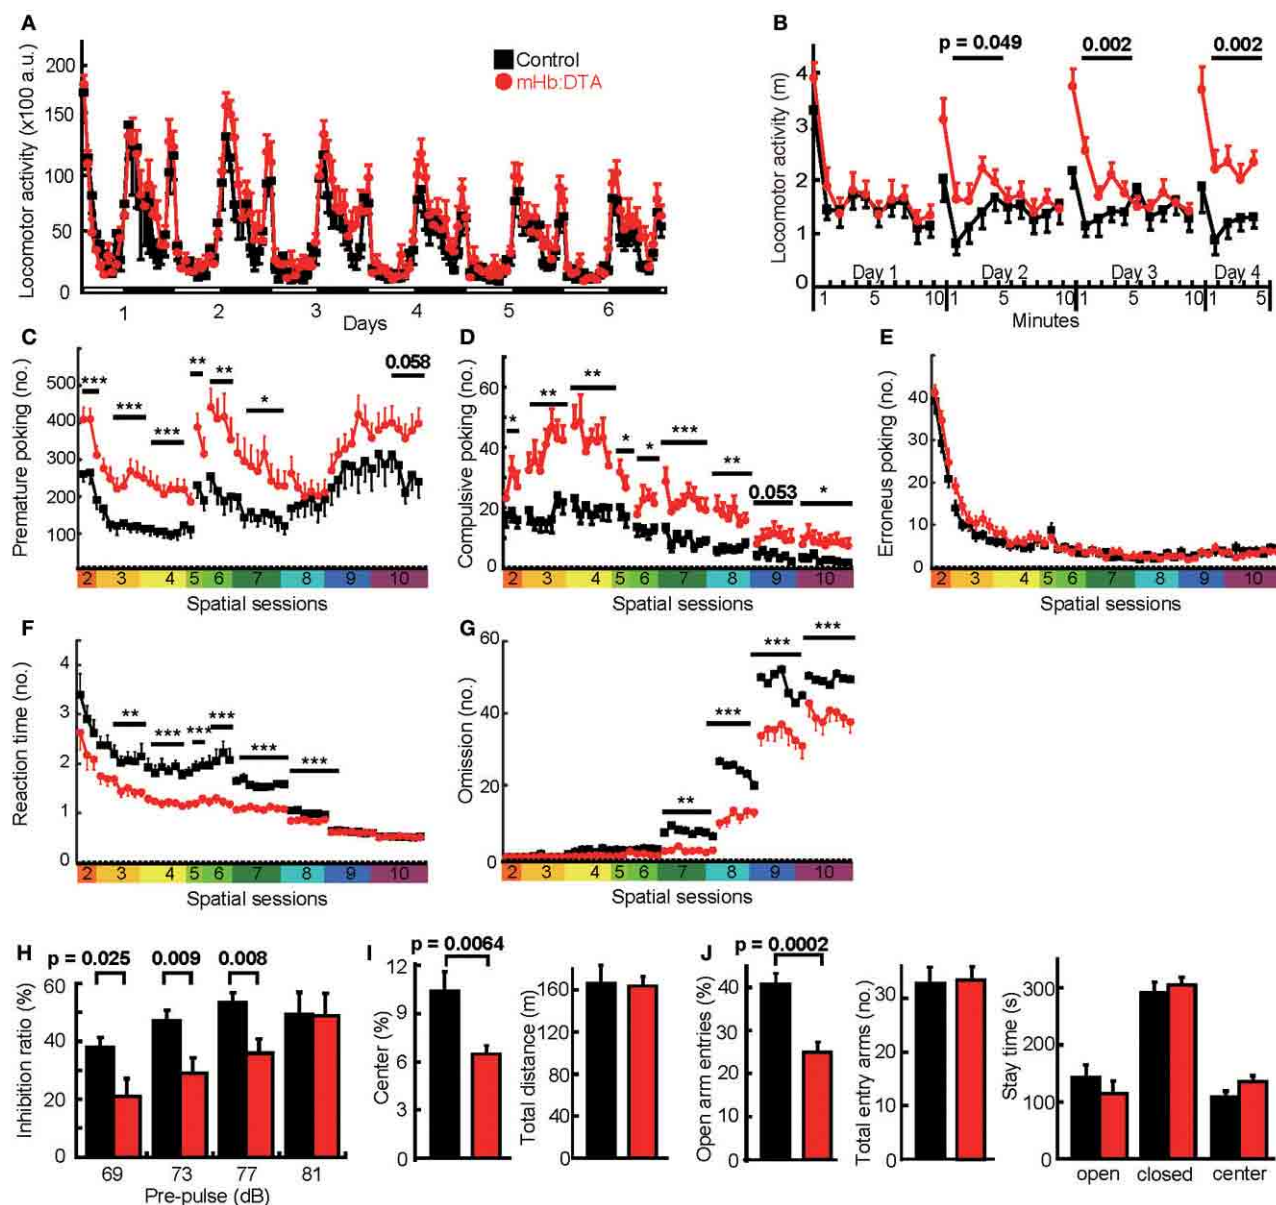 A
Locomotor activity (x100 a.u.)
200
150
100
50
0
Control
mHb:DTA
1 2 3 4 5 6
Days
B
p = 0.049 0.002 0.002
Locomotor activity (m)
4
3
2
1
0
Day 1 Day 2 Day 3 Day 4
1 5 10 1 5 10 1 5 10 1 5
Minutes
C
Premature poking (no.)
500
400
300
200
100
*** *** *** ** ** * 0.058
2 3 4 5 6 7 8 9 10
Spatial sessions
D
Compulsive poking (no.)
60
40
20
0
* ** ** * * *** ** 0.053 *
2 3 4 5 6 7 8 9 10
Spatial sessions
E
Erroneus poking (no.)
40
30
20
10
0
2 3 4 5 6 7 8 9 10
Spatial sessions
F
Reaction time (no.)
4
3
2
1
0
** *** *** *** *** ***
2 3 4 5 6 7 8 9 10
Spatial sessions
G
Omission (no.)
60
40
20
0
** *** *** ***
2 3 4 5 6 7 8 9 10
Spatial sessions
H
p = 0.025 0.009 0.008
Inhibition ratio (%)
60
40
20
0
69 73 77 81
Pre-pulse (dB)
I
p = 0.0064
Center (%)
12
9
6
3
0
Total distance (m)
160
120
80
40
0
J
p = 0.0002
Open arm entries (%)
40
30
20
10
0
Total entry arms (no.)
30
20
10
0
Stay time (s)
300
200
100
0
open closed center